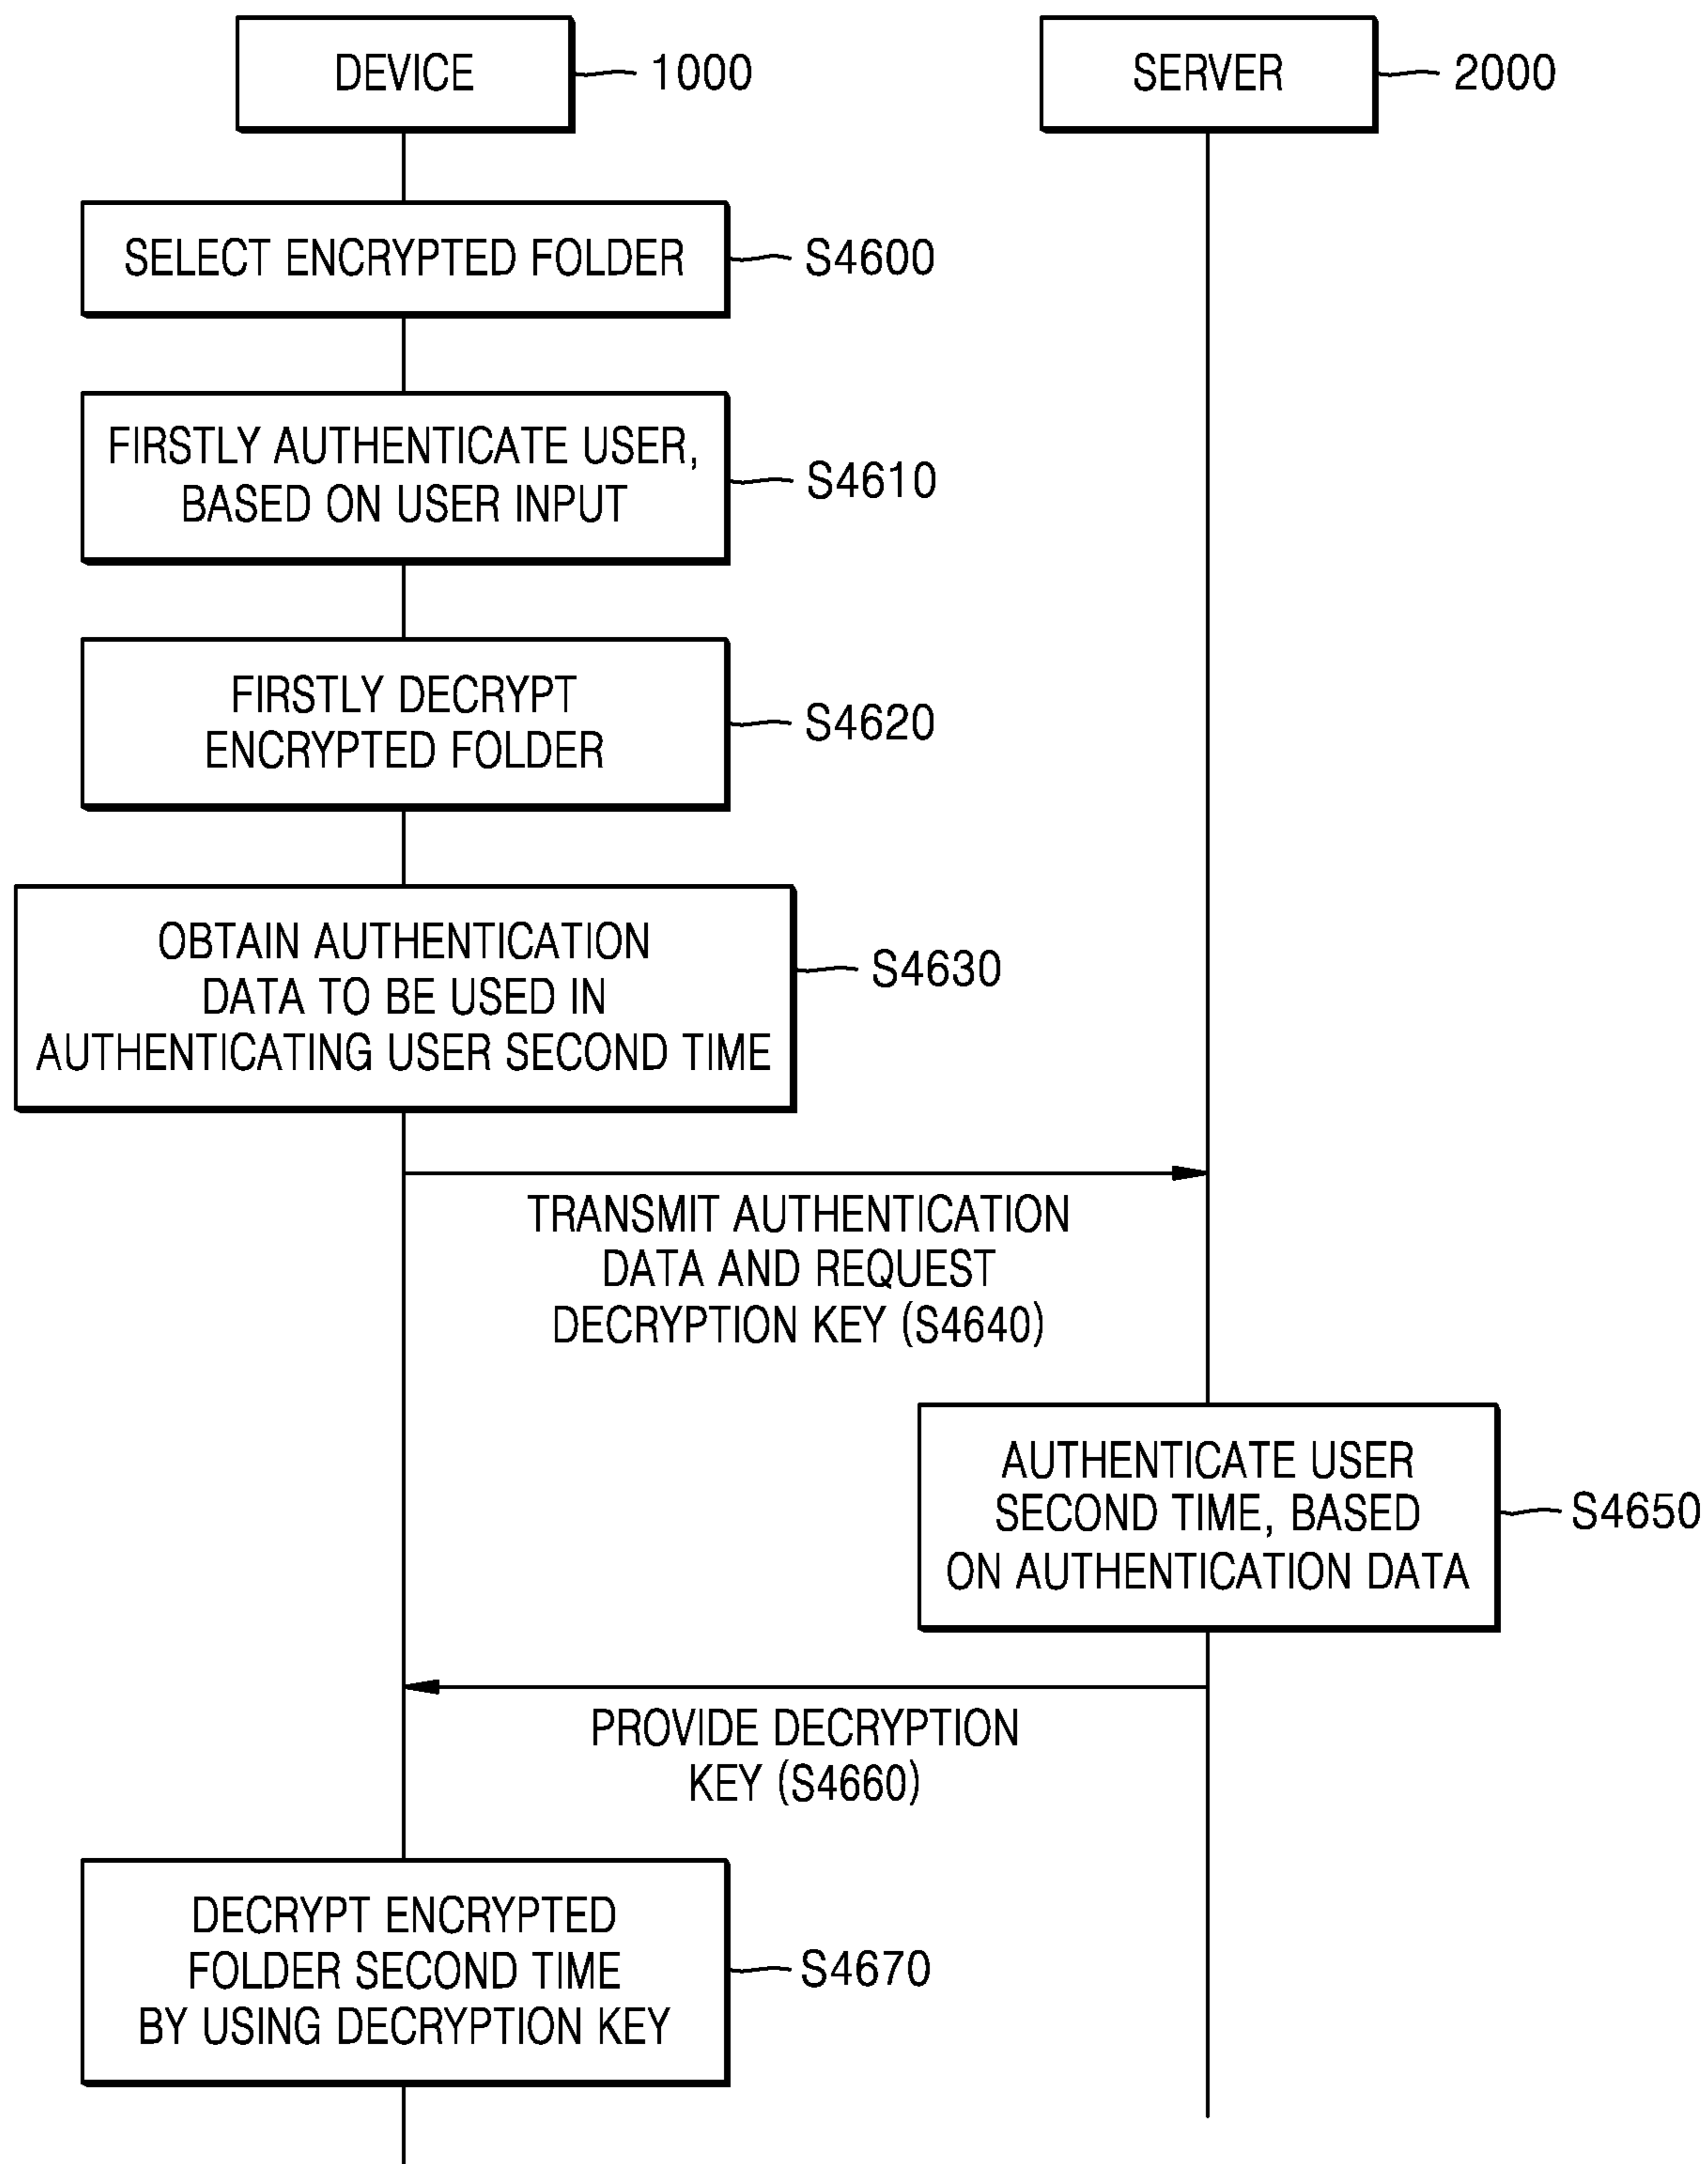 DEVICE
1000
SERVER
2000
SELECT ENCRYPTED FOLDER
S4600
FIRSTLY AUTHENTICATE USER,
BASED ON USER INPUT
S4610
FIRSTLY DECRYPT
ENCRYPTED FOLDER
S4620
OBTAIN AUTHENTICATION
DATA TO BE USED IN
AUTHENTICATING USER SECOND TIME
S4630
TRANSMIT AUTHENTICATION
DATA AND REQUEST
DECRYPTION KEY (S4640)
AUTHENTICATE USER
SECOND TIME, BASED
ON AUTHENTICATION DATA
S4650
PROVIDE DECRYPTION
KEY (S4660)
DECRYPT ENCRYPTED
FOLDER SECOND TIME
BY USING DECRYPTION KEY
S4670